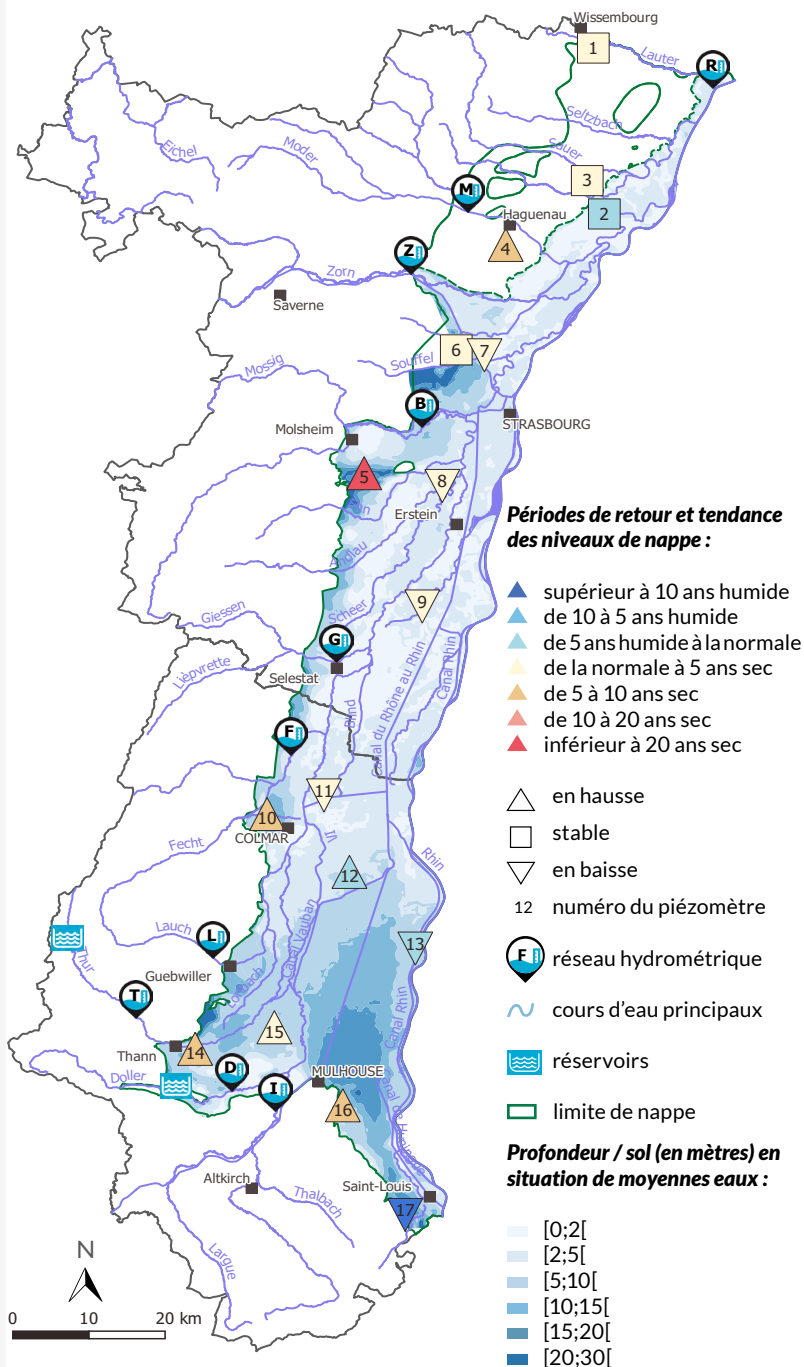 Wissembourg
1
Lauter
R
Seltzbach
Eichel
Moder
Sauer
M
3
2
Haguenau
4
Z
Zorn
Saverne
Mossig
Souffel
6
7
B
Molsheim
STRASBOURG
5
8
Erstein
Andlau
9
Giessen
Scheer
G
Lièpvrette
Selestat
Blind
Canal du Rhône au Rhin
Canal Rhin
F
11
10
COLMAR
Ill
Fecht
12
Rhin
Lauch
Canal Vauban
13
L
Thur
Guebwiller
T
Canal Rhin
15
Thann
14
Doller
D
MULHOUSE
I
16
Altkirch
Saint-Louis
Thalbach
17
Largue
N
0 10 20 km
Périodes de retour et tendance
des niveaux de nappe :
supérieur à 10 ans humide
de 10 à 5 ans humide
de 5 ans humide à la normale
de la normale à 5 ans sec
de 5 à 10 ans sec
de 10 à 20 ans sec
inférieur à 20 ans sec
en hausse
stable
en baisse
12 numéro du piézomètre
F réseau hydrométrique
cours d'eau principaux
réservoirs
limite de nappe
Profondeur / sol (en mètres) en
situation de moyennes eaux :
[0;2[
[2;5[
[5;10[
[10;15[
[15;20[
[20;30[